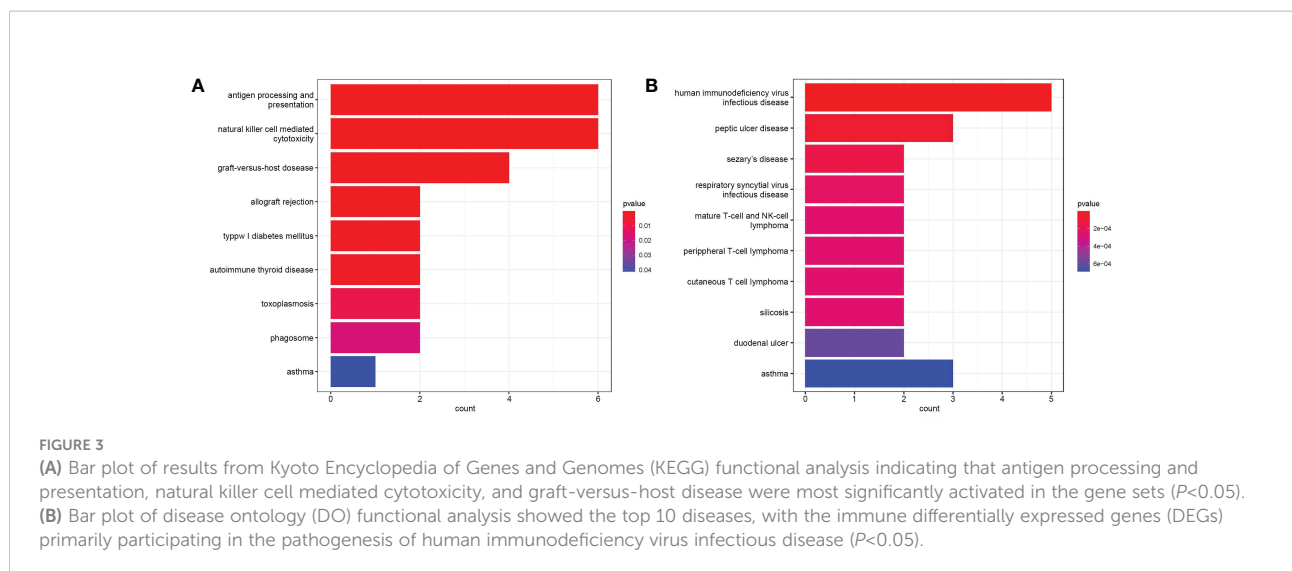 A
antigen processing and
presentation
natural killer cell mediated
cytotoxicity
graft-versus-host dosease
allograft rejection
typpw I diabetes mellitus
autoimmune thyroid disease
toxoplasmosis
phagosome
asthma
0 2 4 6
count
pvalue
0.01
0.02
0.03
0.04
B
human immunodeficiency virus
infectious disease
peptic ulcer disease
sezary's disease
respiratory syncytial virus
infectious disease
mature T-cell and NK-cell
lymphoma
perippheral T-cell lymphoma
cutaneous T cell lymphoma
silicosis
duodenal ulcer
asthma
0 1 2 3 4 5
count
pvalue
2e-04
4e-04
6e-04
FIGURE 3
(A) Bar plot of results from Kyoto Encyclopedia of Genes and Genomes (KEGG) functional analysis indicating that antigen processing and
presentation, natural killer cell mediated cytotoxicity, and graft-versus-host disease were most significantly activated in the gene sets (P<0.05).
(B) Bar plot of disease ontology (DO) functional analysis showed the top 10 diseases, with the immune differentially expressed genes (DEGs)
primarily participating in the pathogenesis of human immunodeficiency virus infectious disease (P<0.05).